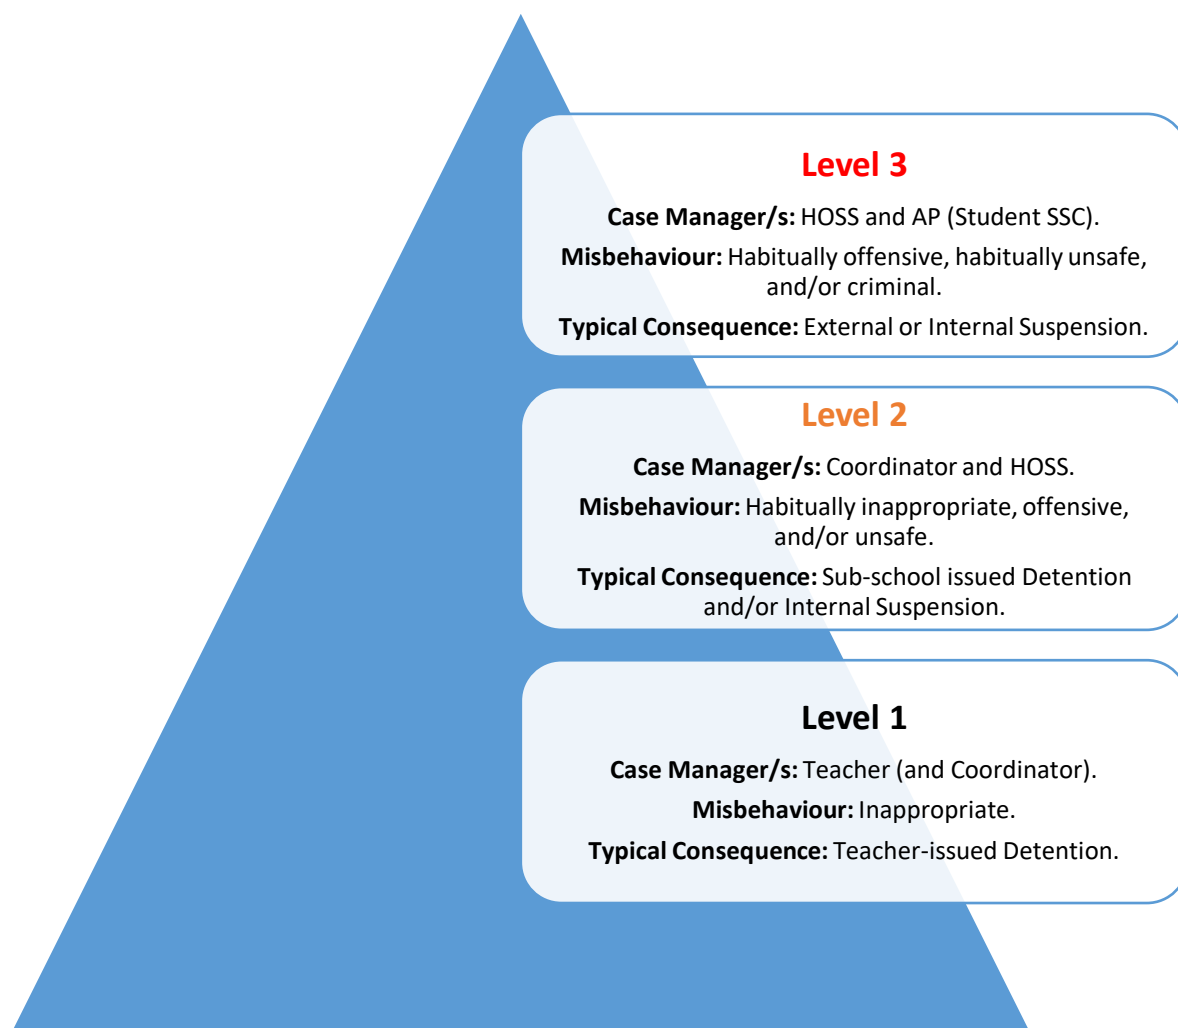 Level 3
Case Manager/s: HOSS and AP (Student SSC).
Misbehaviour: Habitually offensive, habitually unsafe,
and/or criminal.
Typical Consequence: External or Internal Suspension.
Level 2
Case Manager/s: Coordinator and HOSS.
Misbehaviour: Habitually inappropriate, offensive,
and/or unsafe.
Typical Consequence: Sub-school issued Detention
and/or Internal Suspension.
Level 1
Case Manager/s: Teacher (and Coordinator).
Misbehaviour: Inappropriate.
Typical Consequence: Teacher-issued Detention.